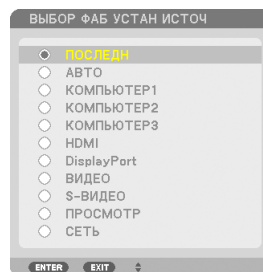 ВЫБОР ФАБ УСТАН ИСТОЧ
ПОСЛЕДН
АВТО
КОМПЬЮТЕР1
КОМПЬЮТЕР2
КОМПЬЮТЕР3
HDMI
DisplayPort
ВИДЕО
S-ВИДЕО
ПРОСМОТР
СЕТЬ
ENTER EXIT